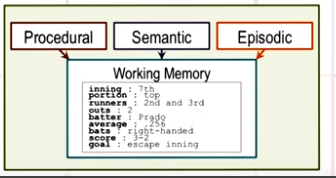 Procedural
Semantic
Episodic
Working Memory
inning : 7th
portion : top
runners : 2nd and 3rd
outs : 2
batter : Prado
average : .256
bats : right-handed
score : 3-2
goal : escape inning